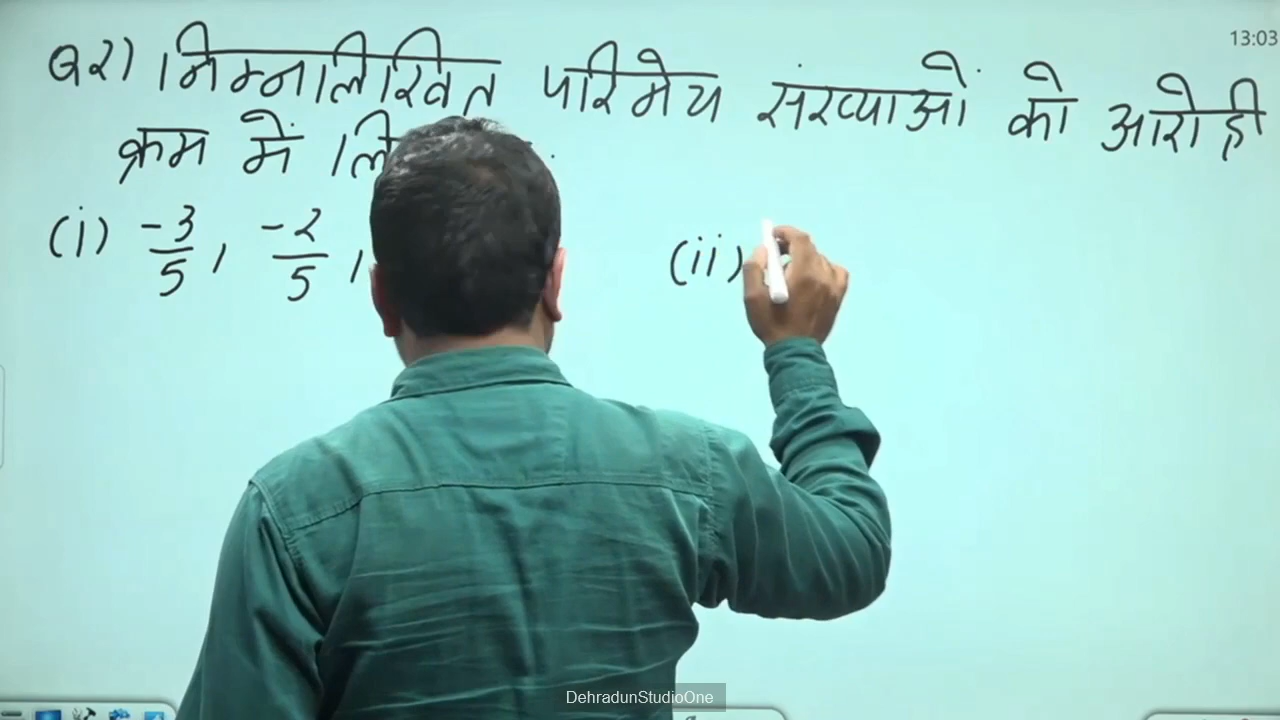 13:03
Q2) निम्नलिखित परिमेय संख्याओं को आरोही
क्रम में
(i) -3/5, -2/5, (ii)
DehradunStudioOne